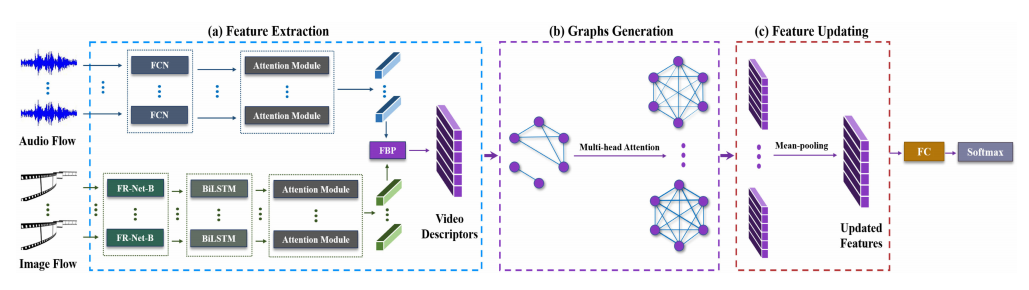 (a) Feature Extraction
(b) Graphs Generation
(c) Feature Updating
FCN
Attention Module
FCN
Attention Module
Audio Flow
FBP
Multi-head Attention
Mean-pooling
FC
Softmax
FR-Net-B
BiLSTM
Attention Module
FR-Net-B
BiLSTM
Attention Module
Video
Descriptors
Updated
Features
Image Flow